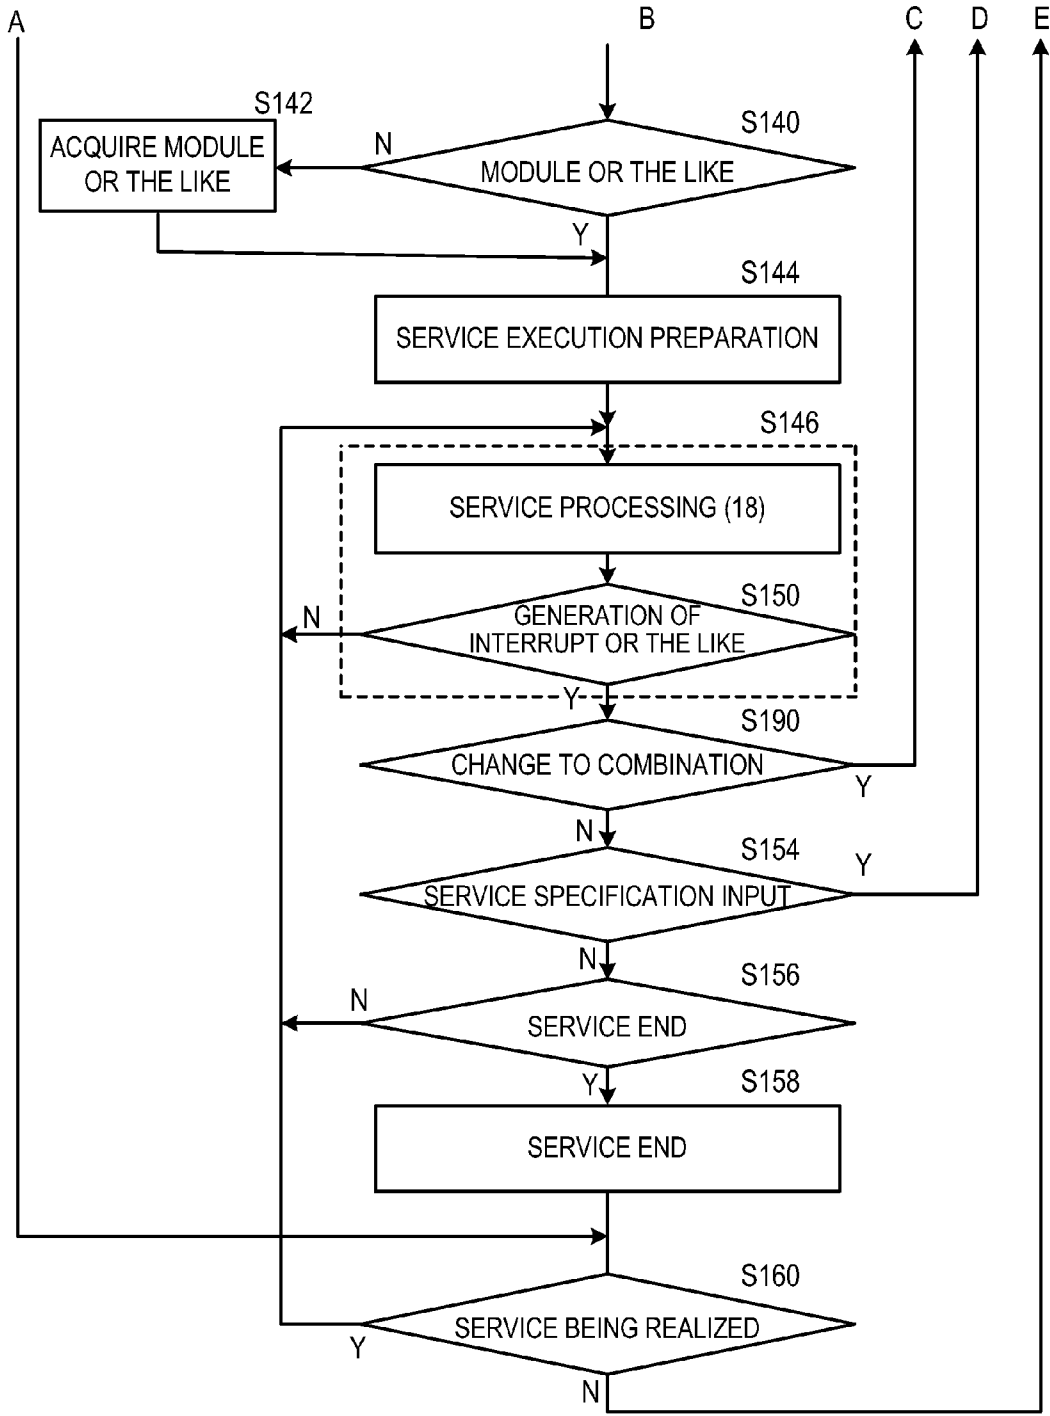 A
B
C
D
E
S142
ACQUIRE MODULE
OR THE LIKE
N
S140
MODULE OR THE LIKE
Y
S144
SERVICE EXECUTION PREPARATION
S146
SERVICE PROCESSING (18)
N
S150
GENERATION OF
INTERRUPT OR THE LIKE
Y
S190
CHANGE TO COMBINATION
Y
N
S154
Y
SERVICE SPECIFICATION INPUT
N
S156
N
SERVICE END
Y
S158
SERVICE END
S160
SERVICE BEING REALIZED
Y
N